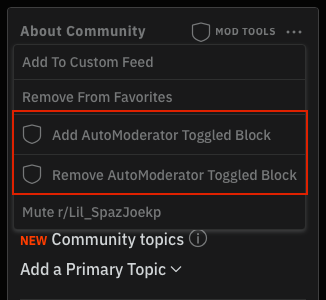 About Community
MOD TOOLS
Add To Custom Feed
Remove From Favorites
Add AutoModerator Toggled Block
Remove AutoModerator Toggled Block
Mute r/Lil_SpazJoekp
NEW Community topics
Add a Primary Topic